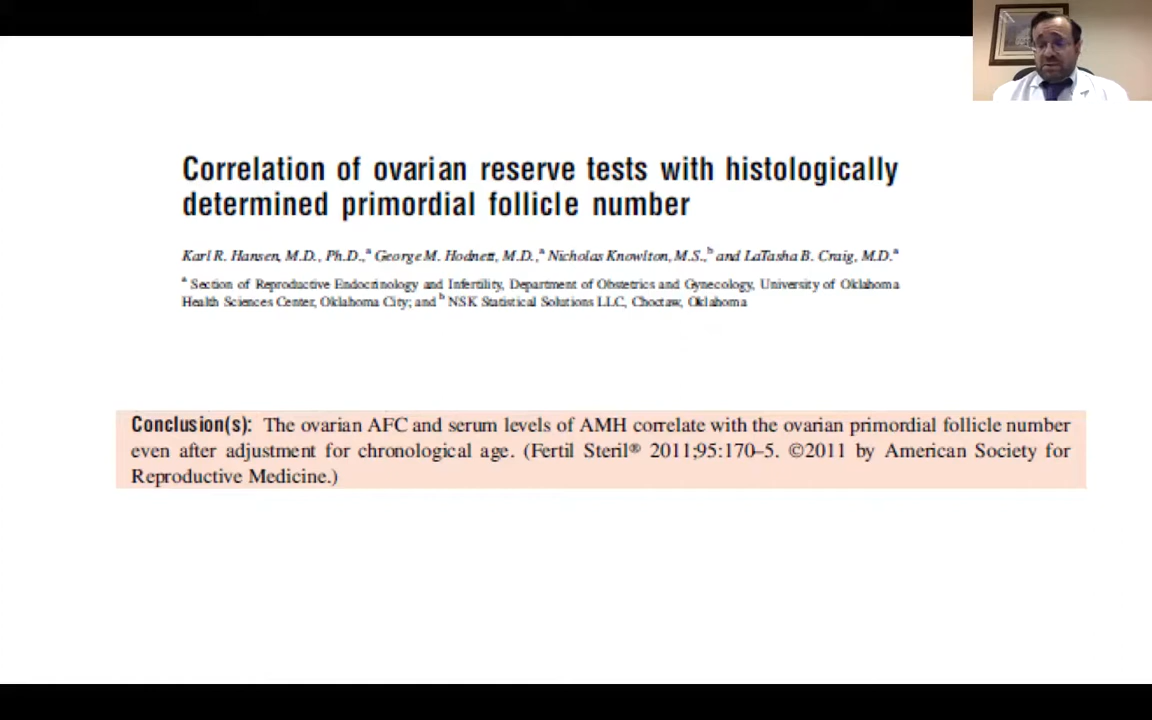 Correlation of ovarian reserve tests with histologically
determined primordial follicle number
Karl R. Hansen, M.D., Ph.D.,a George M. Hodnett, M.D.,a Nicholas Knowlton, M.S.,b and LaTasha B. Craig, M.D.a
a Section of Reproductive Endocrinology and Infertility, Department of Obstetrics and Gynecology, University of Oklahoma
Health Sciences Center, Oklahoma City; and b NSK Statistical Solutions LLC, Choctaw, Oklahoma
Conclusion(s): The ovarian AFC and serum levels of AMH correlate with the ovarian primordial follicle number
even after adjustment for chronological age. (Fertil Steril® 2011;95:170–5. ©2011 by American Society for
Reproductive Medicine.)